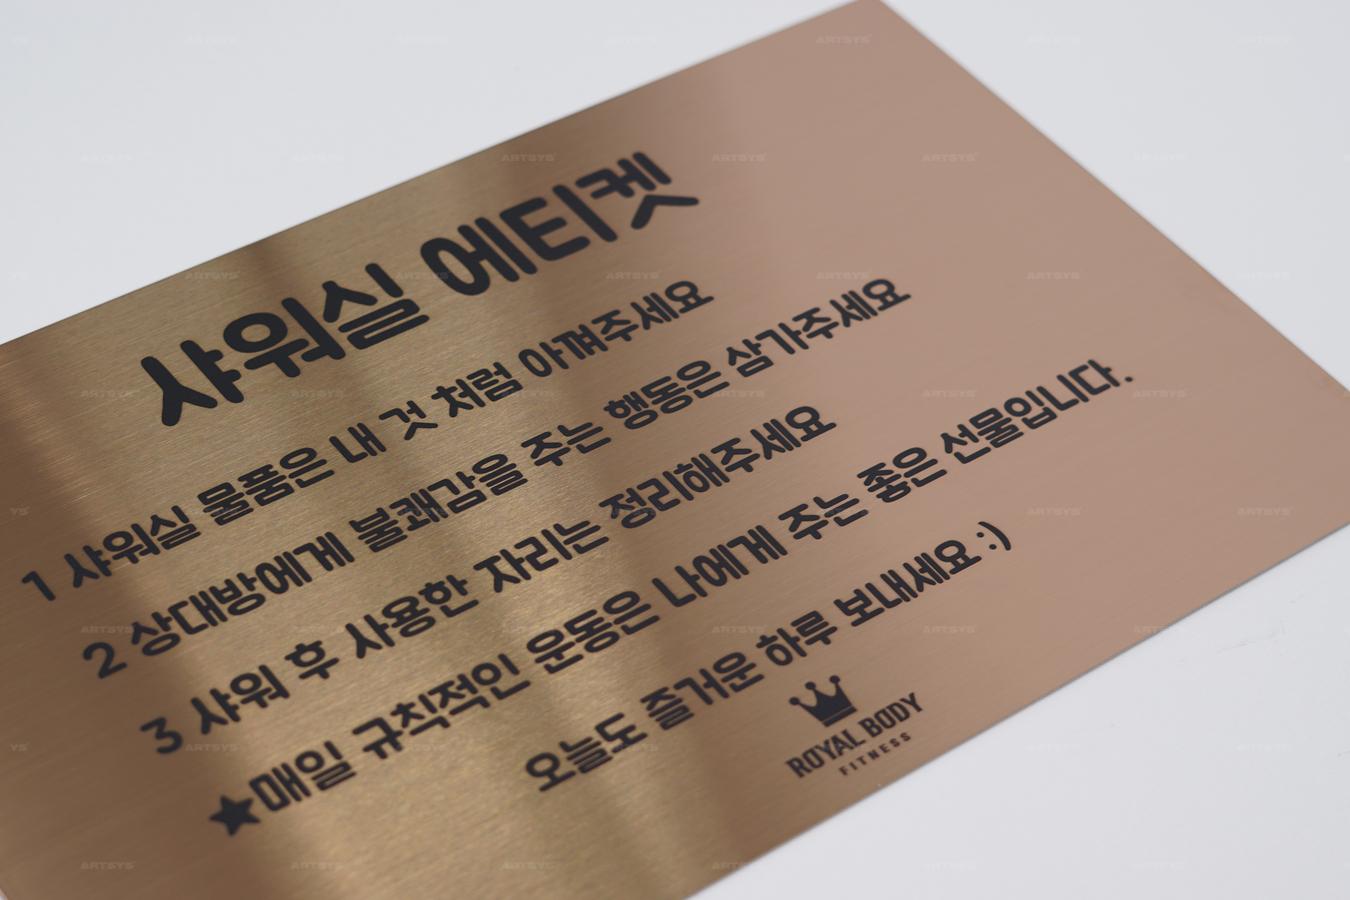 샤워실 에티켓
1 샤워실 물품은 내 것 처럼 아껴주세요
2 상대방에게 불쾌감을 주는 행동은 삼가주세요
3 샤워 후 사용한 자리는 정리해주세요
★매일 규칙적인 운동은 나에게 주는 좋은 선물입니다.
오늘도 즐거운 하루 보내세요 :)
ROYAL BODY
FITNESS
ARTSYS